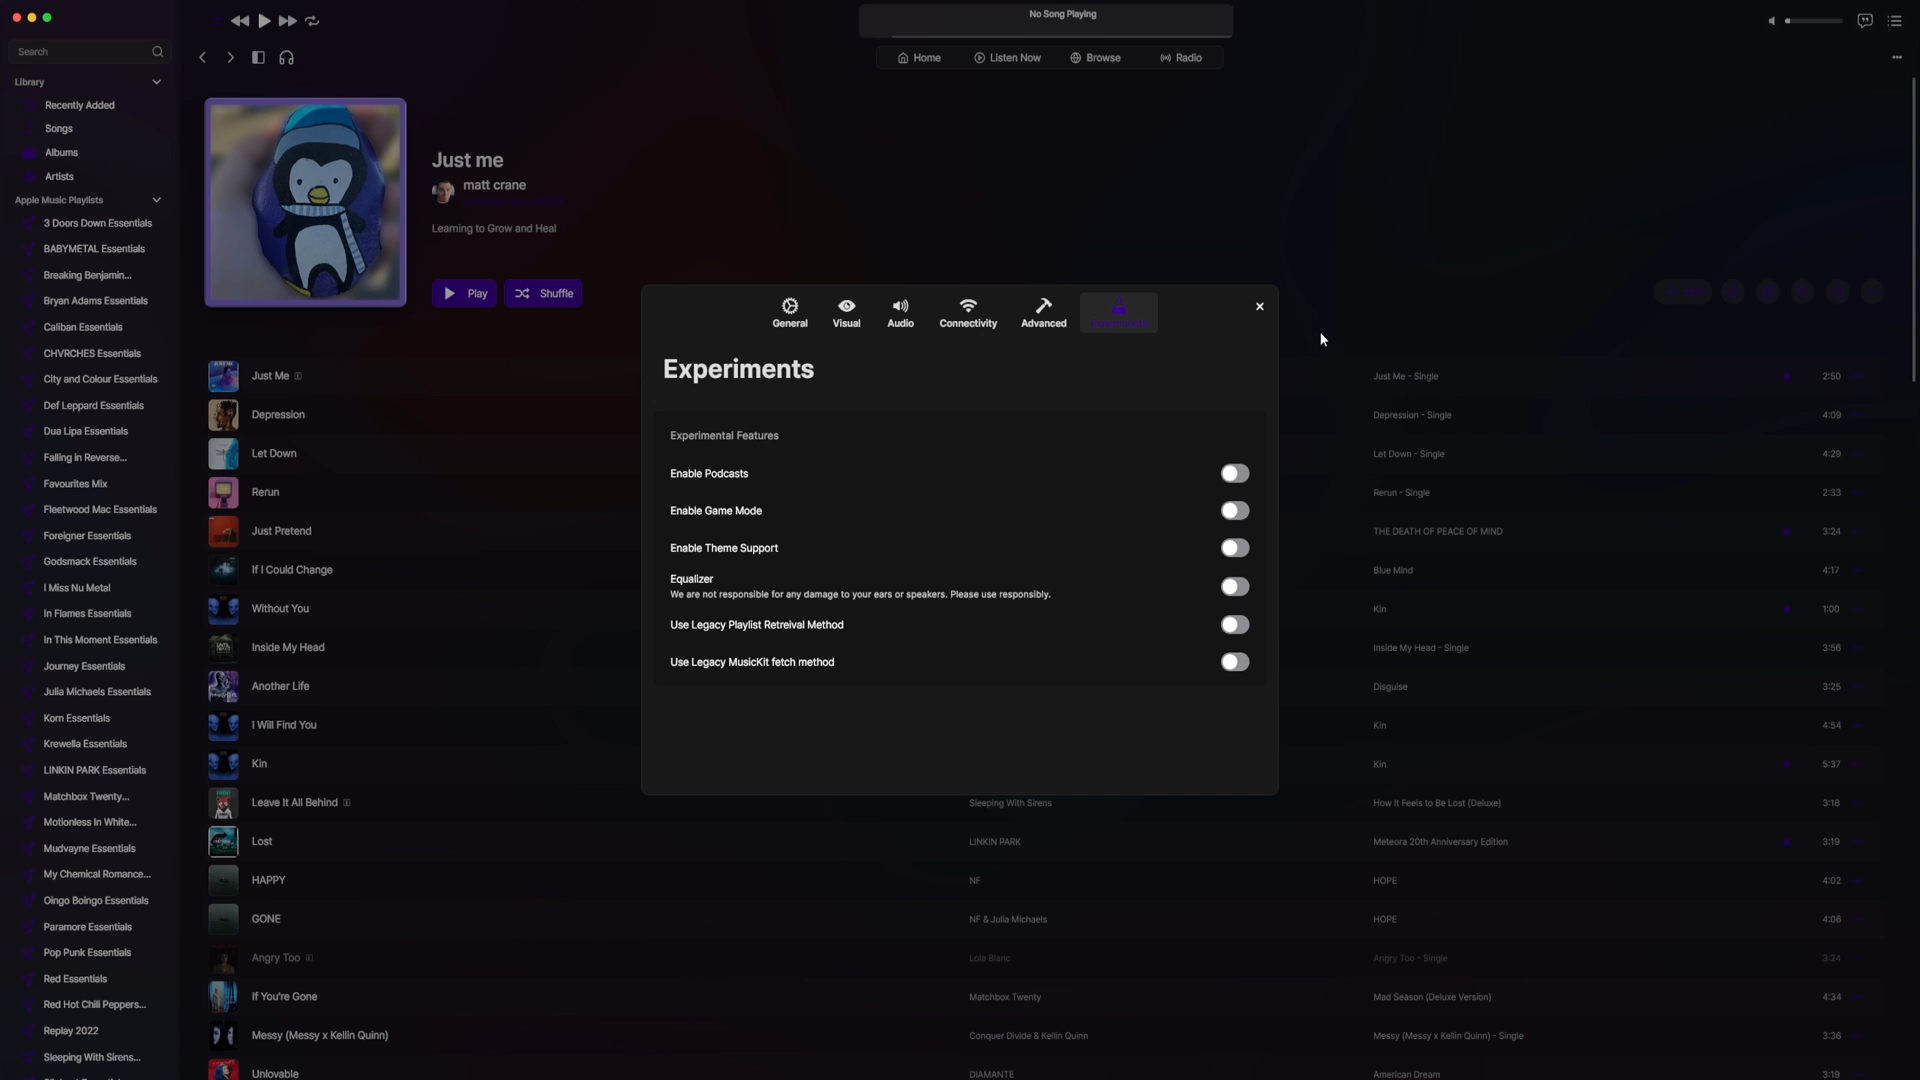 No Song Playing
Search
Home
Listen Now
Browse
Radio
Library
Recently Added
Songs
Albums
Artists
Apple Music Playlists
3 Doors Down Essentials
BABYMETAL Essentials
Breaking Benjamin...
Bryan Adams Essentials
Caliban Essentials
CHVRCHES Essentials
City and Colour Essentials
Def Leppard Essentials
Dua Lipa Essentials
Falling in Reverse...
Favourites Mix
Fleetwood Mac Essentials
Foreigner Essentials
Godsmack Essentials
I Miss Nu Metal
In Flames Essentials
In This Moment Essentials
Journey Essentials
Julia Michaels Essentials
Korn Essentials
Krewella Essentials
LINKIN PARK Essentials
Matchbox Twenty...
Motionless In White...
Mudvayne Essentials
My Chemical Romance...
Oingo Boingo Essentials
Paramore Essentials
Pop Punk Essentials
Red Essentials
Red Hot Chili Peppers...
Replay 2022
Sleeping With Sirens...
Just me
matt crane
Learning to Grow and Heal
Play
Shuffle
General
Visual
Audio
Connectivity
Advanced
Experiments
Experiments
Experimental Features
Enable Podcasts
Enable Game Mode
Enable Theme Support
Equalizer
We are not responsible for any damage to your ears or speakers. Please use responsibly.
Use Legacy Playlist Retreival Method
Use Legacy MusicKit fetch method
Just Me Just Me - Single 2:50
Depression Depression - Single 4:09
Let Down Let Down - Single 4:29
Rerun Rerun - Single 2:33
Just Pretend THE DEATH OF PEACE OF MIND 3:24
If I Could Change Blue Mind 4:17
Without You Kin 1:00
Inside My Head Inside My Head - Single 3:56
Another Life Disguise 3:25
I Will Find You Kin 4:54
Kin Kin 5:37
Leave It All Behind Sleeping With Sirens How It Feels to Be Lost (Deluxe) 3:18
Lost LINKIN PARK Meteora 20th Anniversary Edition 3:19
HAPPY NF HOPE 4:02
GONE NF & Julia Michaels HOPE 4:06
Angry Too Lola Blanc Angry Too - Single 3:24
If You're Gone Matchbox Twenty Mad Season (Deluxe Version) 4:34
Messy (Messy x Kellin Quinn) Conquer Divide & Kellin Quinn Messy (Messy x Kellin Quinn) - Single 3:36
Unlovable DIAMANTE American Dream 3:19